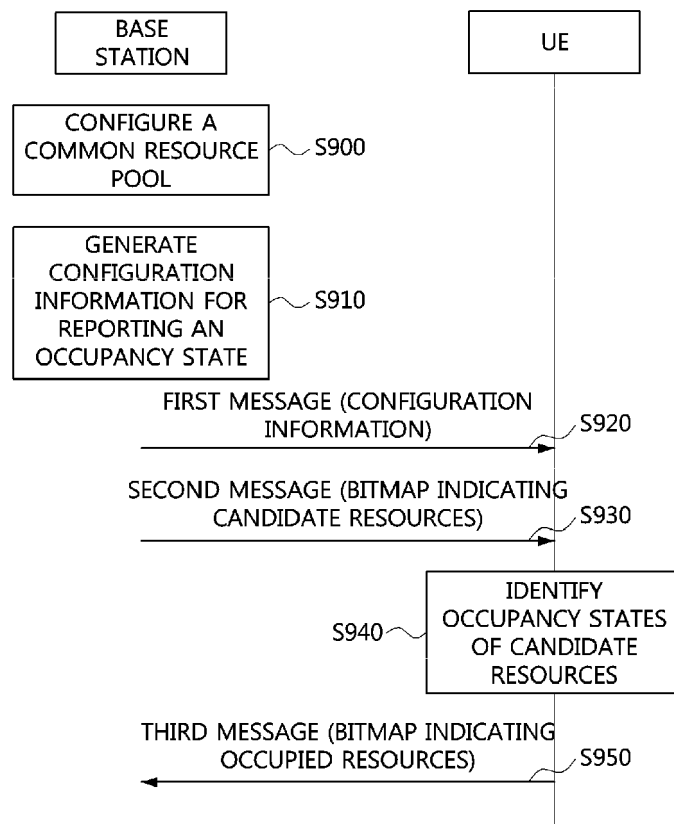 BASE
STATION
UE
CONFIGURE A
COMMON RESOURCE
POOL
S900
GENERATE
CONFIGURATION
INFORMATION FOR
REPORTING AN
OCCUPANCY STATE
S910
FIRST MESSAGE (CONFIGURATION
INFORMATION)
S920
SECOND MESSAGE (BITMAP INDICATING
CANDIDATE RESOURCES)
S930
IDENTIFY
OCCUPANCY STATES
OF CANDIDATE
RESOURCES
S940
THIRD MESSAGE (BITMAP INDICATING
OCCUPIED RESOURCES)
S950